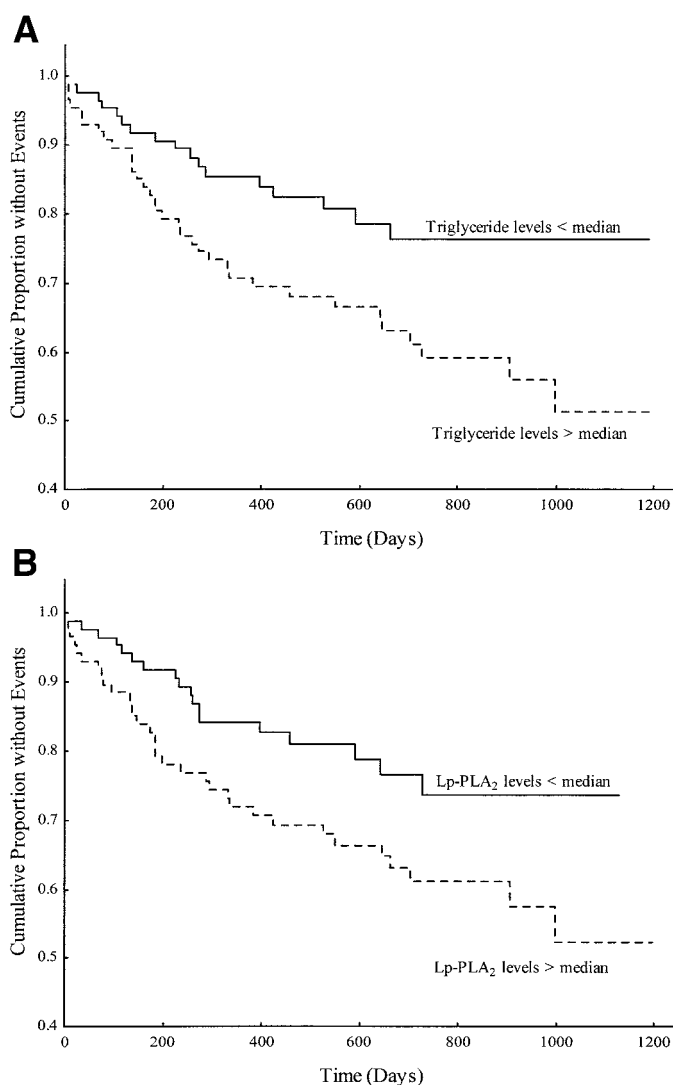 A
Cumulative Proportion without Events
1.0
0.9
0.8
0.7
0.6
0.5
0.4
Triglyceride levels < median
Triglyceride levels > median
0 200 400 600 800 1000 1200
Time (Days)
B
Cumulative Proportion without Events
1.0
0.9
0.8
0.7
0.6
0.5
0.4
Lp-PLA₂ levels < median
Lp-PLA₂ levels > median
0 200 400 600 800 1000 1200
Time (Days)